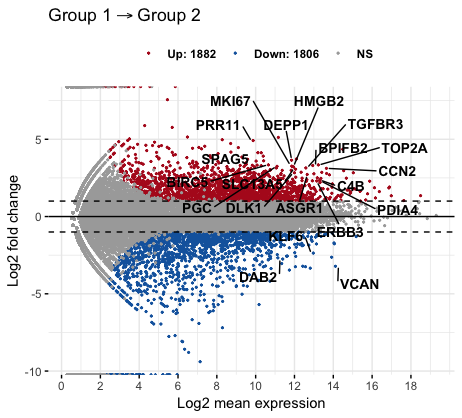 Group 1 → Group 2
Up: 1882 Down: 1806 NS
MKI67 HMGB2
PRR11 DEPP1 TGFBR3
BPIFB2 TOP2A
SPAG5 CCN2
BIRC5 SLC13A5 C4B
PGC DLK1 ASGR1 PDIA4
KLF6 ERBB3
DAB2 VCAN
5
0
-5
-10
0 2 4 6 8 10 12 14 16 18
Log2 fold change
Log2 mean expression